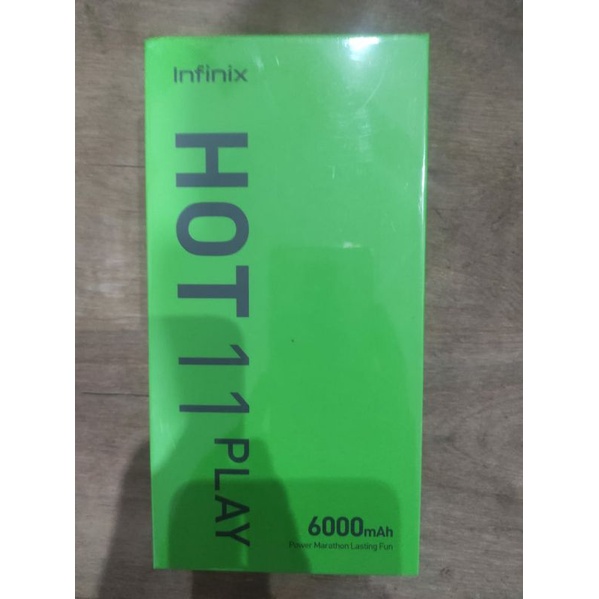 Infinix
HOT 11 PLAY
6000mAh
Power Marathon Lasting Fun